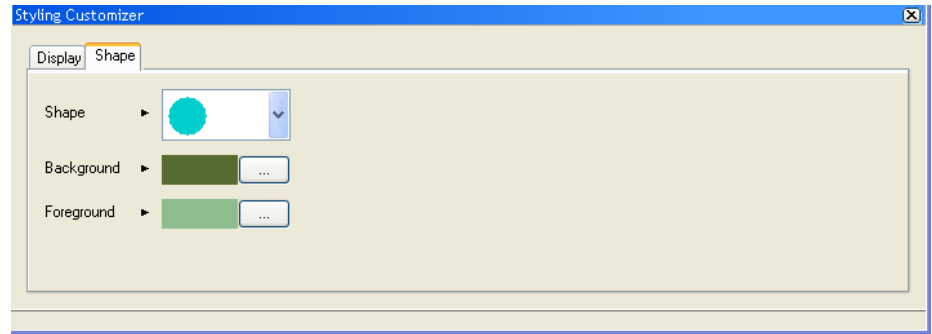 Styling Customizer
Display Shape
Shape
Background ...
Foreground ...